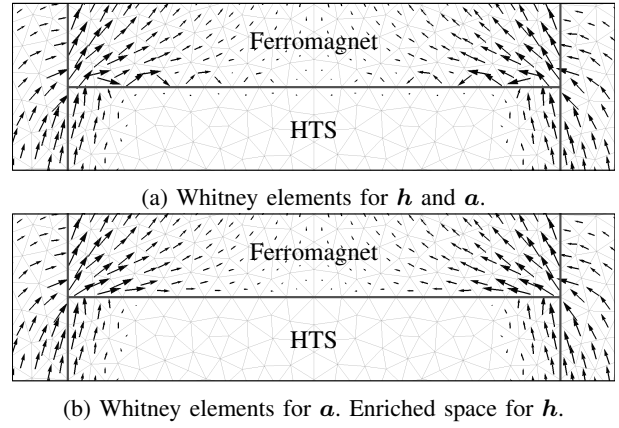 Ferromagnet
HTS
(a) Whitney elements for h and a.
Ferromagnet
HTS
(b) Whitney elements for a. Enriched space for h.